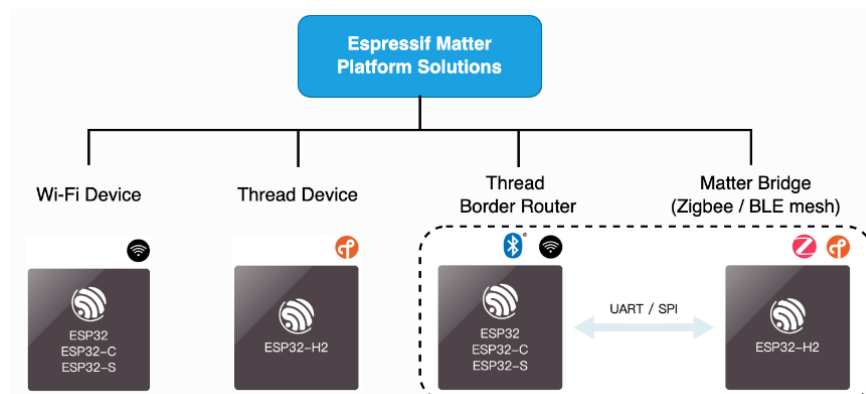 Espressif Matter
Platform Solutions
Wi-Fi Device
Thread Device
Thread
Border Router
Matter Bridge
(Zigbee / BLE mesh)
ESP32
ESP32-C
ESP32-S
ESP32-H2
ESP32
ESP32-C
ESP32-S
UART / SPI
ESP32-H2